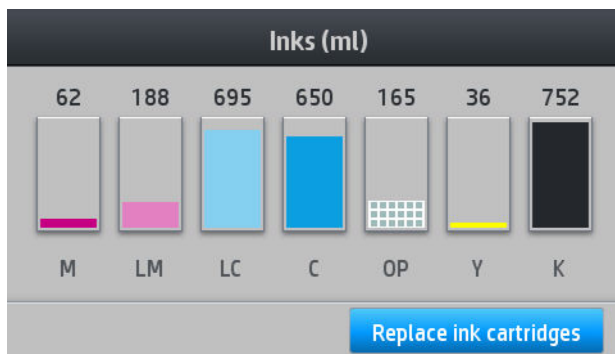 Inks (ml)
62 188 695 650 165 36 752
M LM LC C OP Y K
Replace ink cartridges